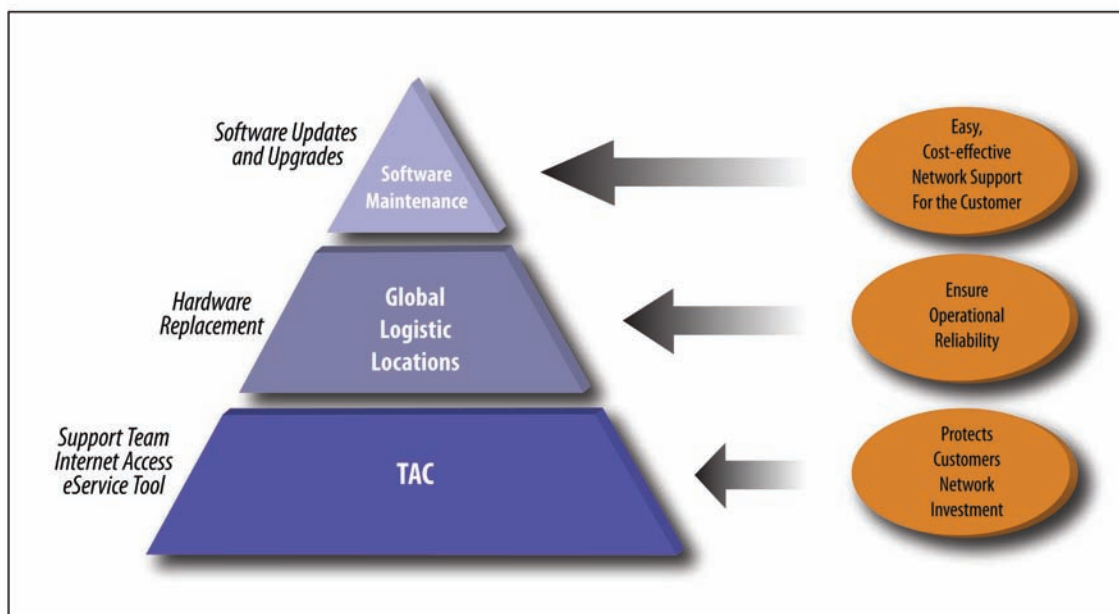 Software Updates
and Upgrades
Software
Maintenance
Easy,
Cost-effective
Network Support
For the Customer
Hardware
Replacement
Global
Logistic
Locations
Ensure
Operational
Reliability
Support Team
Internet Access
eService Tool
TAC
Protects
Customers
Network
Investment